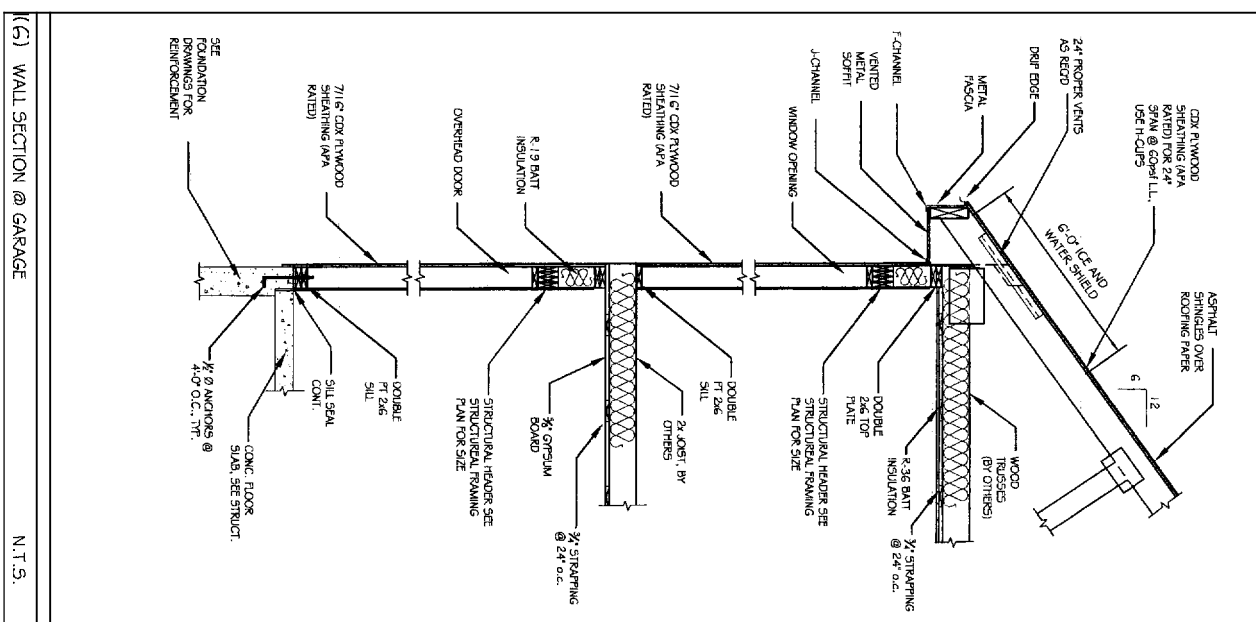 ASPHALT
SHINGLES OVER
ROOFING PAPER
CDX PLYWOOD
SHEATHING (APA
RATED) FOR 24"
SPAN @ 60psf L.L.,
USE H-CLIPS
24" PROPER VENTS
AS REQ'D
DRIP EDGE
METAL
FASCIA
F-CHANNEL
VENTED
METAL
SOFFIT
J-CHANNEL
WINDOW OPENING
7/16" CDX PLYWOOD
SHEATHING (APA
RATED)
R-19 BATT
INSULATION
OVERHEAD DOOR
7/16" CDX PLYWOOD
SHEATHING (APA
RATED)
SEE
FOUNDATION
DRAWINGS FOR
REINFORCEMENT
6'-0" ICE AND
WATER SHIELD
12
6
WOOD
TRUSSES
(BY OTHERS)
3/4" STRAPPING
@ 24" o.c.
R-36 BATT
INSULATION
DOUBLE
2x6 TOP
PLATE
STRUCTURAL HEADER SEE
STRUCTUREAL FRAMING
PLAN FOR SIZE
DOUBLE
PT 2x6
SILL
2x JOIST, BY
OTHERS
3/4" STRAPPING
@ 24" o.c.
⅝" GYPSUM
BOARD
STRUCTURAL HEADER SEE
STRUCTUREAL FRAMING
PLAN FOR SIZE
DOUBLE
PT 2x6
SILL
SILL SEAL
CONT.
CONC. FLOOR
SLAB, SEE STRUCT.
½" Ø ANCHORS @
4'-0" O.C., TYP.
WALL SECTION @ GARAGE
N.T.S.